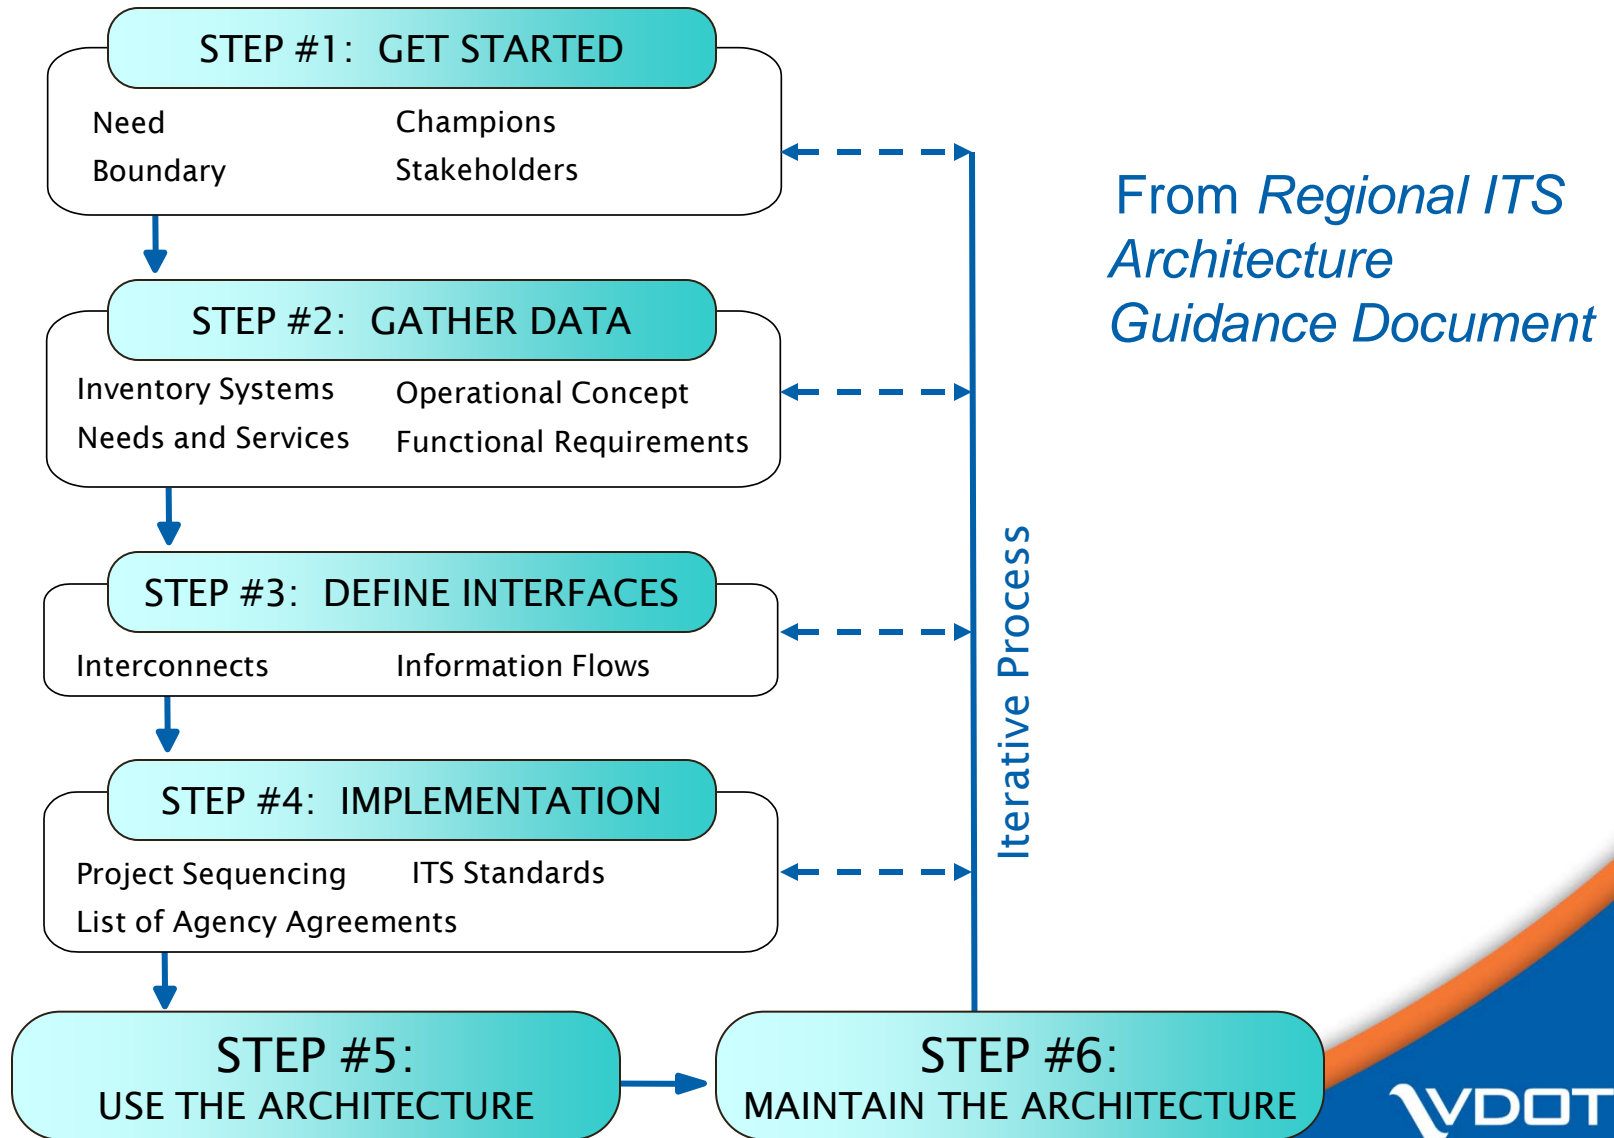 STEP #1: GET STARTED
Need
Champions
Boundary
Stakeholders
STEP #2: GATHER DATA
Inventory Systems
Operational Concept
Needs and Services
Functional Requirements
STEP #3: DEFINE INTERFACES
Interconnects
Information Flows
STEP #4: IMPLEMENTATION
Project Sequencing
ITS Standards
List of Agency Agreements
STEP #5:
USE THE ARCHITECTURE
STEP #6:
MAINTAIN THE ARCHITECTURE
Iterative Process
From Regional ITS
Architecture
Guidance Document
VDOT